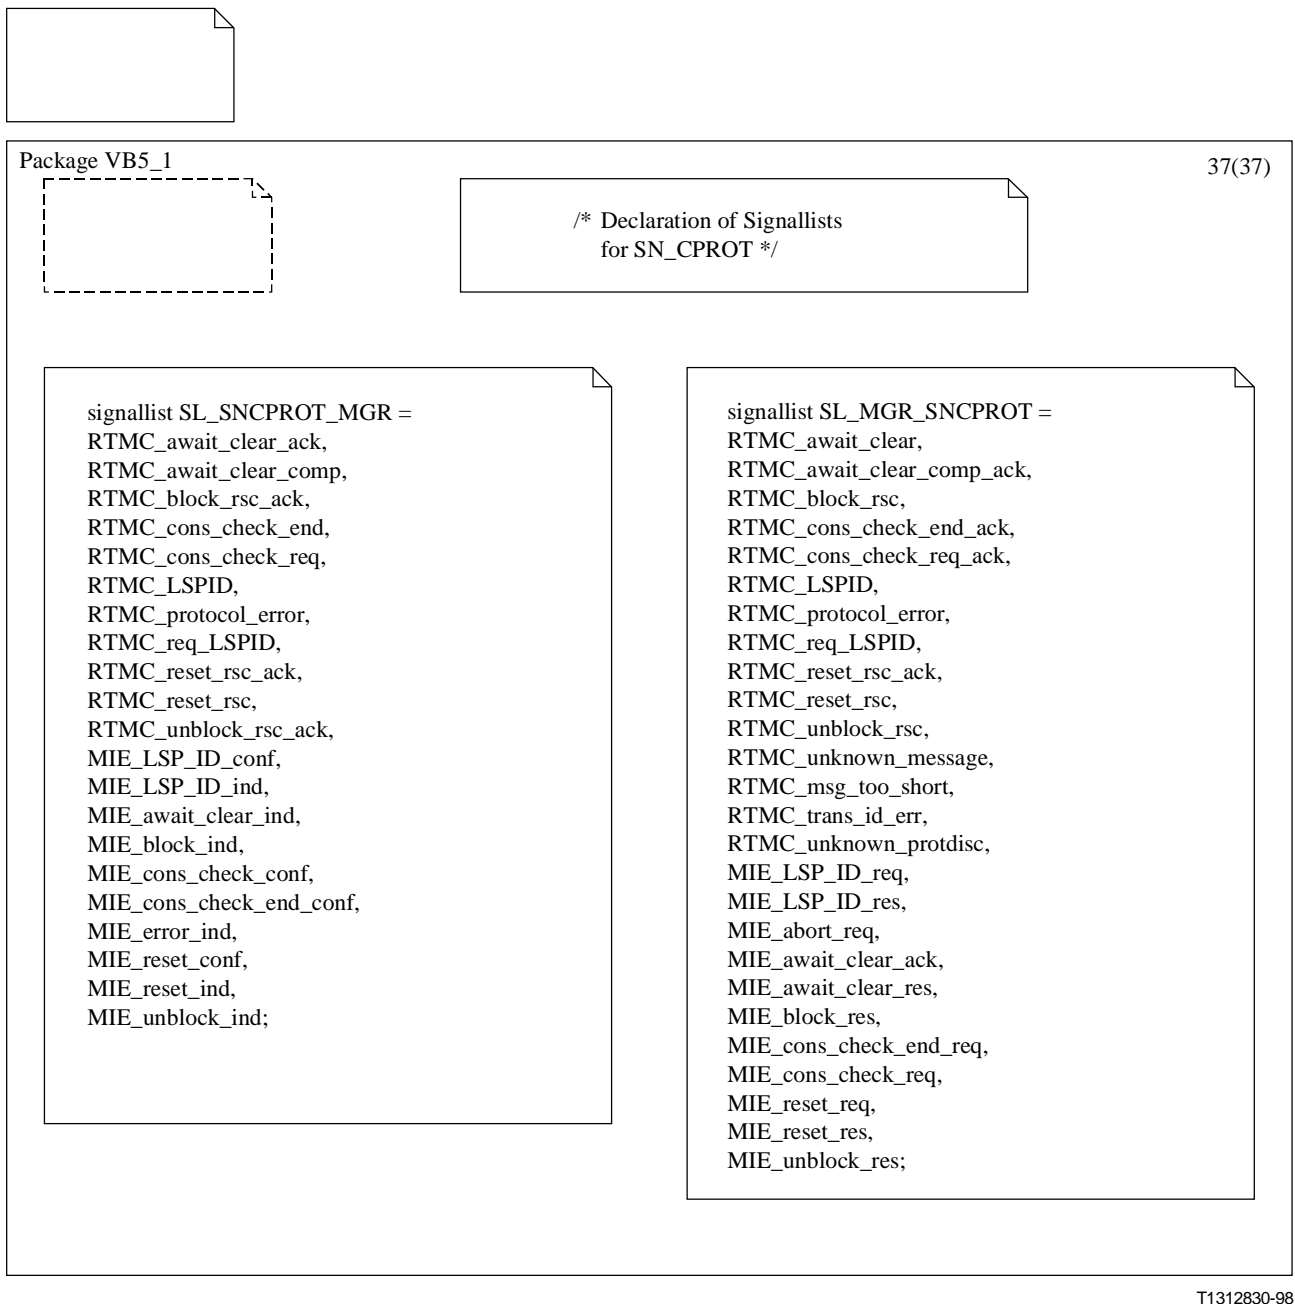 Package VB5_1
37(37)
/* Declaration of Signallists
for SN_CPROT */
signallist SL_SNCPROT_MGR =
RTMC_await_clear_ack,
RTMC_await_clear_comp,
RTMC_block_rsc_ack,
RTMC_cons_check_end,
RTMC_cons_check_req,
RTMC_LSPID,
RTMC_protocol_error,
RTMC_req_LSPID,
RTMC_reset_rsc_ack,
RTMC_reset_rsc,
RTMC_unblock_rsc_ack,
MIE_LSP_ID_conf,
MIE_LSP_ID_ind,
MIE_await_clear_ind,
MIE_block_ind,
MIE_cons_check_conf,
MIE_cons_check_end_conf,
MIE_error_ind,
MIE_reset_conf,
MIE_reset_ind,
MIE_unblock_ind;
signallist SL_MGR_SNCPROT =
RTMC_await_clear,
RTMC_await_clear_comp_ack,
RTMC_block_rsc,
RTMC_cons_check_end_ack,
RTMC_cons_check_req_ack,
RTMC_LSPID,
RTMC_protocol_error,
RTMC_req_LSPID,
RTMC_reset_rsc_ack,
RTMC_reset_rsc,
RTMC_unblock_rsc,
RTMC_unknown_message,
RTMC_msg_too_short,
RTMC_trans_id_err,
RTMC_unknown_protdisc,
MIE_LSP_ID_req,
MIE_LSP_ID_res,
MIE_abort_req,
MIE_await_clear_ack,
MIE_await_clear_res,
MIE_block_res,
MIE_cons_check_end_req,
MIE_cons_check_req,
MIE_reset_req,
MIE_reset_res,
MIE_unblock_res;
T1312830-98